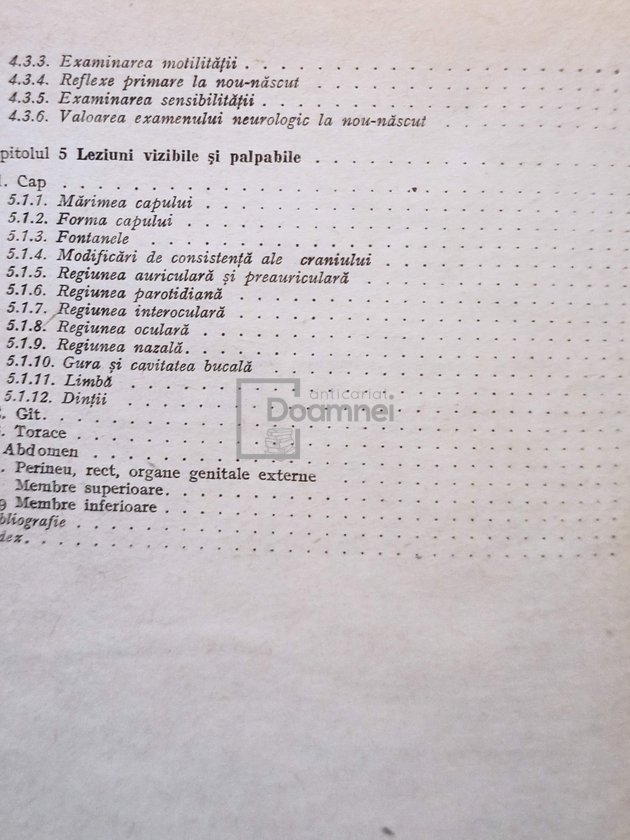 4.3.3. Examinarea motilității
4.3.4. Reflexe primare la nou-născut
4.3.5. Examinarea sensibilității
4.3.6. Valoarea examenului neurologic la nou-născut
pitolul 5 Leziuni vizibile și palpabile
. Cap
5.1.1. Mărimea capului
5.1.2. Forma capului
5.1.3. Fontanele
5.1.4. Modificări de consistență ale craniului
5.1.5. Regiunea auriculară și preauriculară
5.1.6. Regiunea parotidiană
5.1.7. Regiunea interoculară
5.1.8. Regiunea oculară
5.1.9. Regiunea nazală.
5.1.10. Gura și cavitatea bucală
5.1.11. Limbă
5.1.12. Dinții
. Gît.
. Torace
Abdomen
. Perineu, rect, organe genitale externe
Membre superioare.
Membre inferioare
bliografie
dex.
anticariat
Doamnei